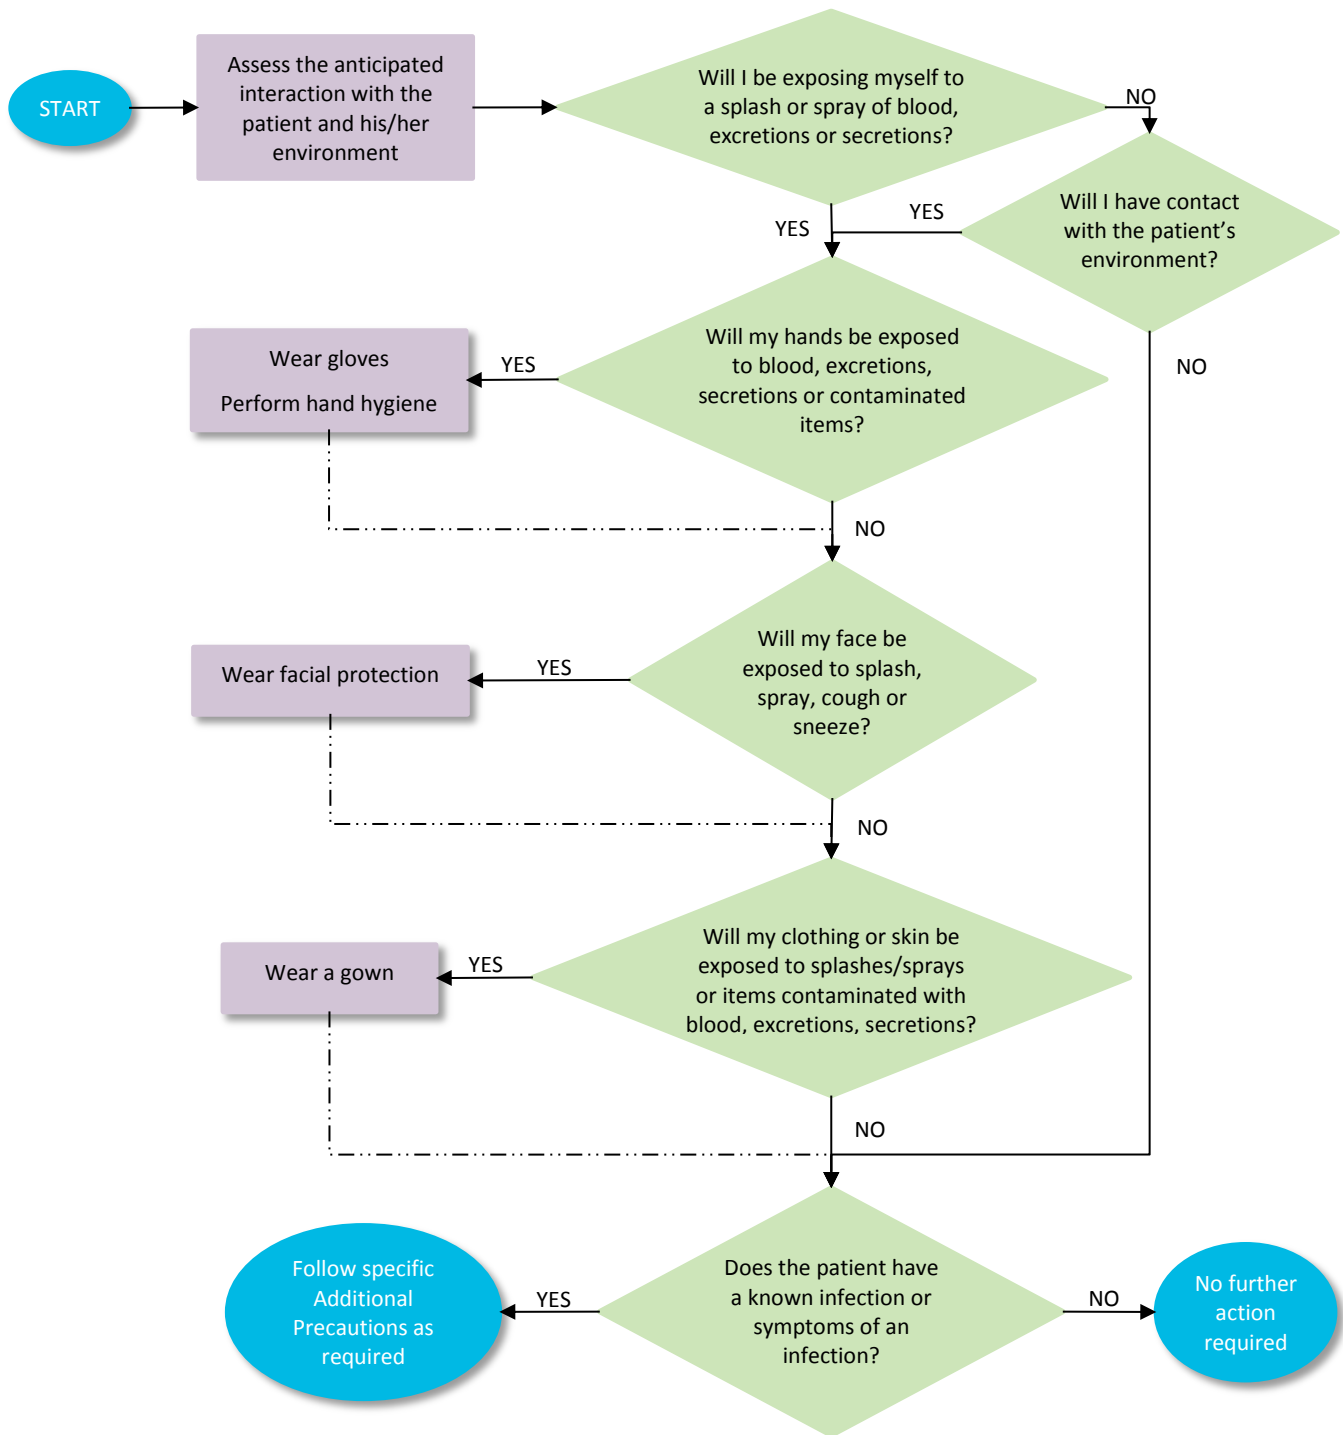 START
Assess the anticipated
interaction with the
patient and his/her
environment
Will I be exposing myself to
a splash or spray of blood,
excretions or secretions?
NO
Will I have contact
with the patient's
environment?
YES
YES
NO
Will my hands be exposed
to blood, excretions,
secretions or contaminated
items?
YES
Wear gloves
Perform hand hygiene
NO
Will my face be
exposed to splash,
spray, cough or
sneeze?
YES
Wear facial protection
NO
Will my clothing or skin be
exposed to splashes/sprays
or items contaminated with
blood, excretions, secretions?
YES
Wear a gown
NO
Does the patient have
a known infection or
symptoms of an
infection?
YES
Follow specific
Additional
Precautions as
required
NO
No further
action
required